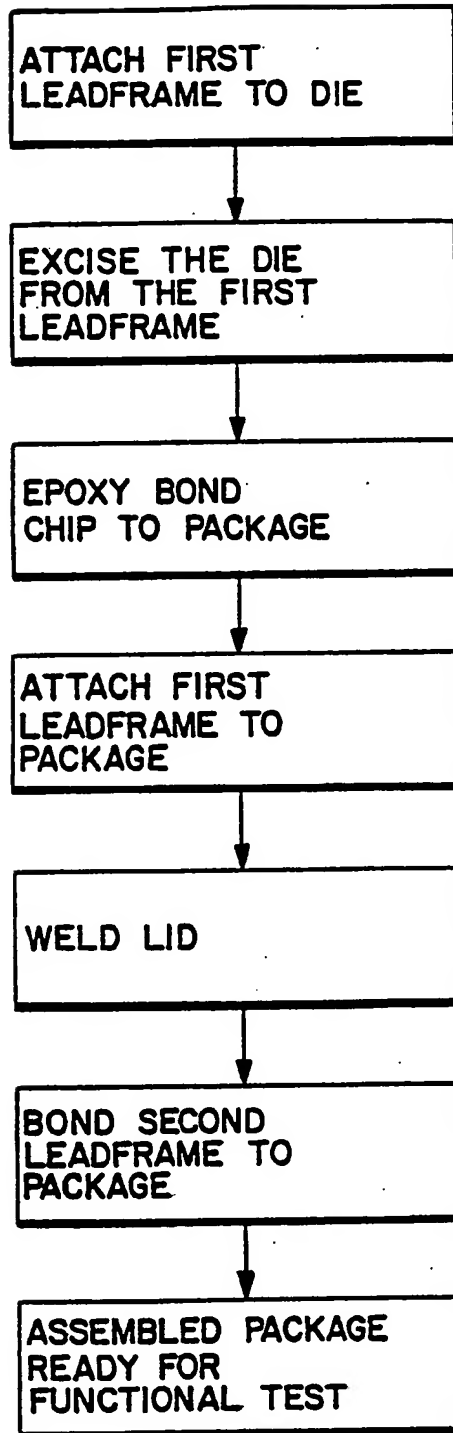 ATTACH FIRST
LEADFRAME TO DIE
EXCISE THE DIE
FROM THE FIRST
LEADFRAME
EPOXY BOND
CHIP TO PACKAGE
ATTACH FIRST
LEADFRAME TO
PACKAGE
WELD LID
BOND SECOND
LEADFRAME TO
PACKAGE
ASSEMBLED PACKAGE
READY FOR
FUNCTIONAL TEST